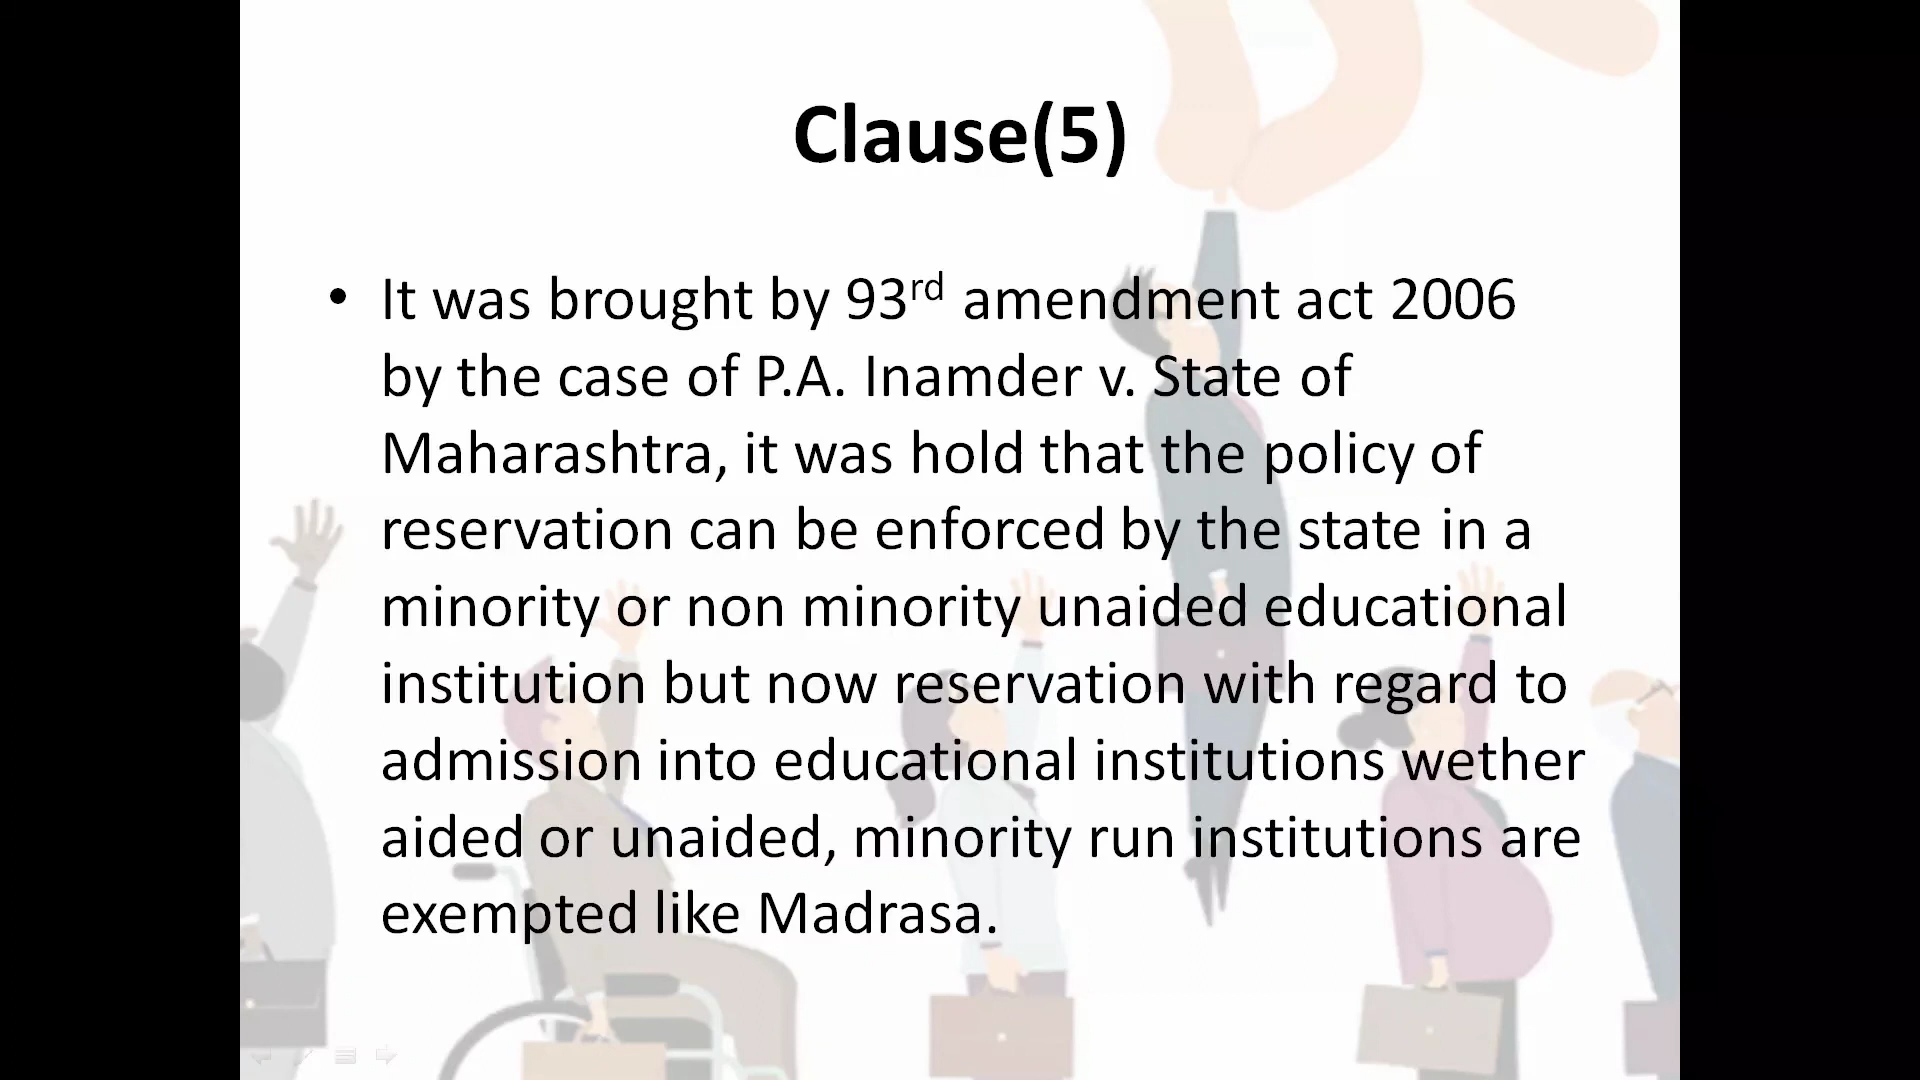 Clause(5)
• It was brought by 93rd amendment act 2006
by the case of P.A. Inamder v. State of
Maharashtra, it was hold that the policy of
reservation can be enforced by the state in a
minority or non minority unaided educational
institution but now reservation with regard to
admission into educational institutions wether
aided or unaided, minority run institutions are
exempted like Madrasa.